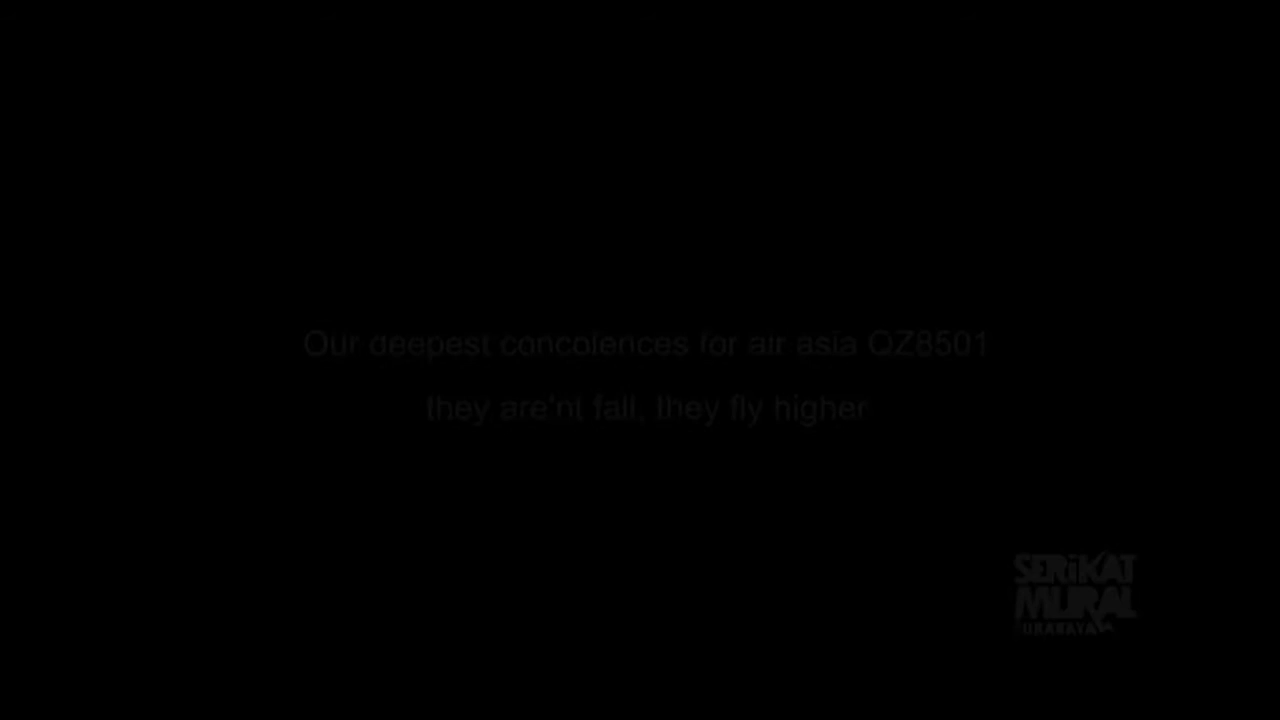 Our deepest concolences for air asia QZ8501
they are'nt fall, they fly higher
SERiKAT
MURAL
SURABAYA